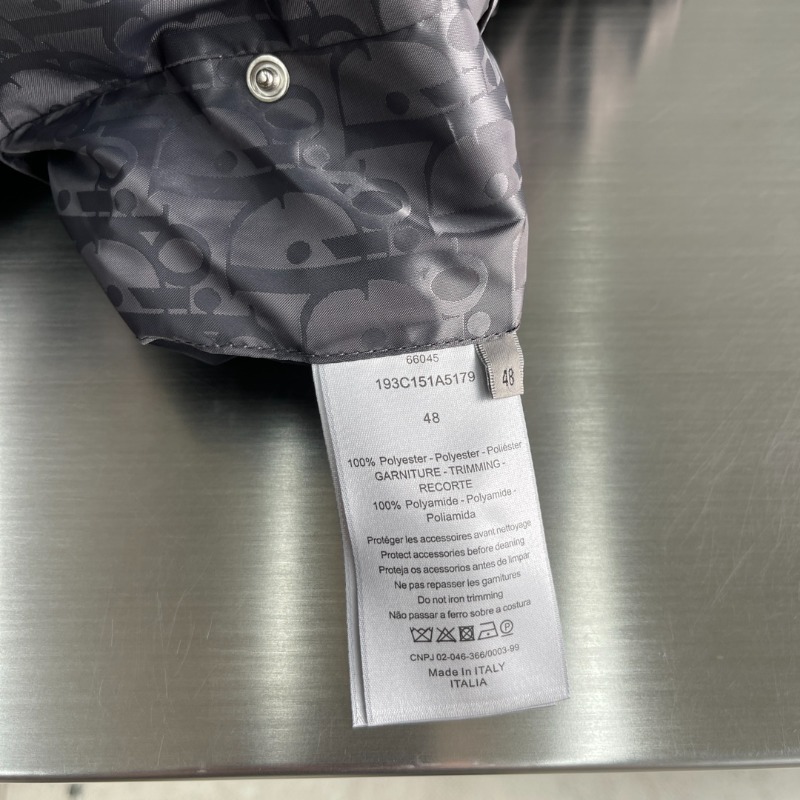 66045
193C151A5179
48
48
100% Polyester - Polyester - Poliéster
GARNITURE - TRIMMING -
RECORTE
100% Polyamide - Polyamide -
Poliamida
Protéger les accessoires avant nettoyage
Protect accessories before deaning
Proteja os acessorios antes de limpar
Ne pas repasser les garnitures
Do not iron trimming
Não passar a ferro sobre a costura
P
CNPJ 02-046-366/0003-99
Made In ITALY
ITALIA